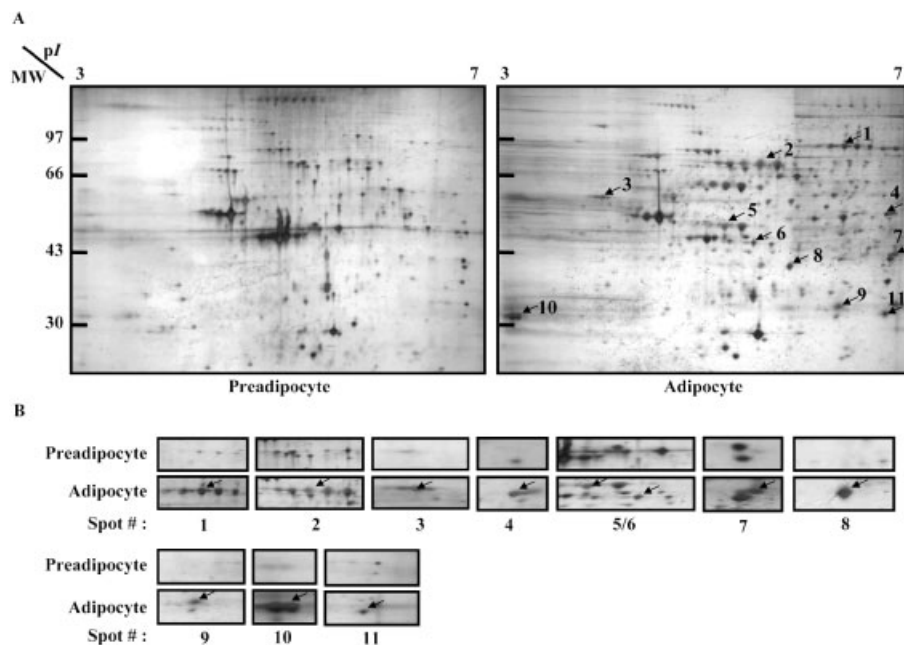 A
pI
MW
3 7 3 7
97
66
43
30
1
2
3
4
5
6
7
8
9
10
11
Preadipocyte Adipocyte
B
Preadipocyte
Adipocyte
Spot # : 1 2 3 4 5/6 7 8
Preadipocyte
Adipocyte
Spot # : 9 10 11